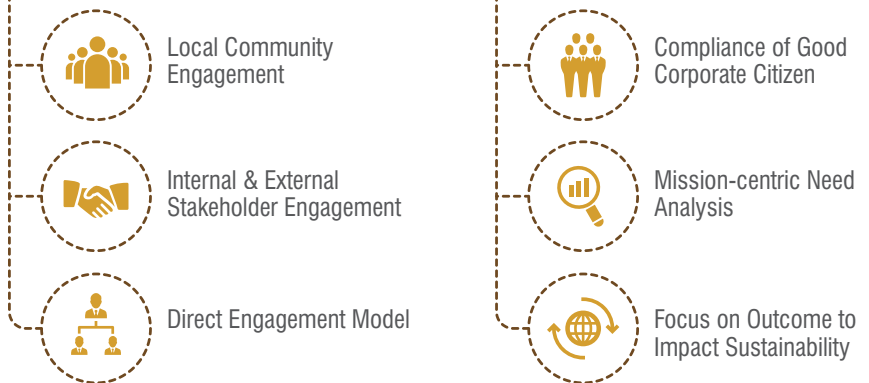 Local Community
Engagement
Internal & External
Stakeholder Engagement
Direct Engagement Model
Compliance of Good
Corporate Citizen
Mission-centric Need
Analysis
Focus on Outcome to
Impact Sustainability